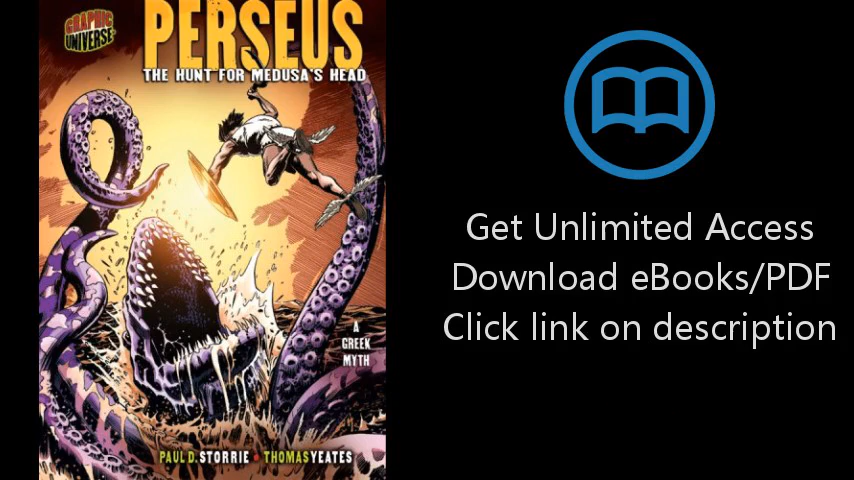 GRAPHIC
UNIVERSE
PERSEUS
THE HUNT FOR MEDUSA'S HEAD
A
GREEK
MYTH
PAUL D. STORRIE • THOMAS YEATES
Get Unlimited Access
Download eBooks/PDF
Click link on description